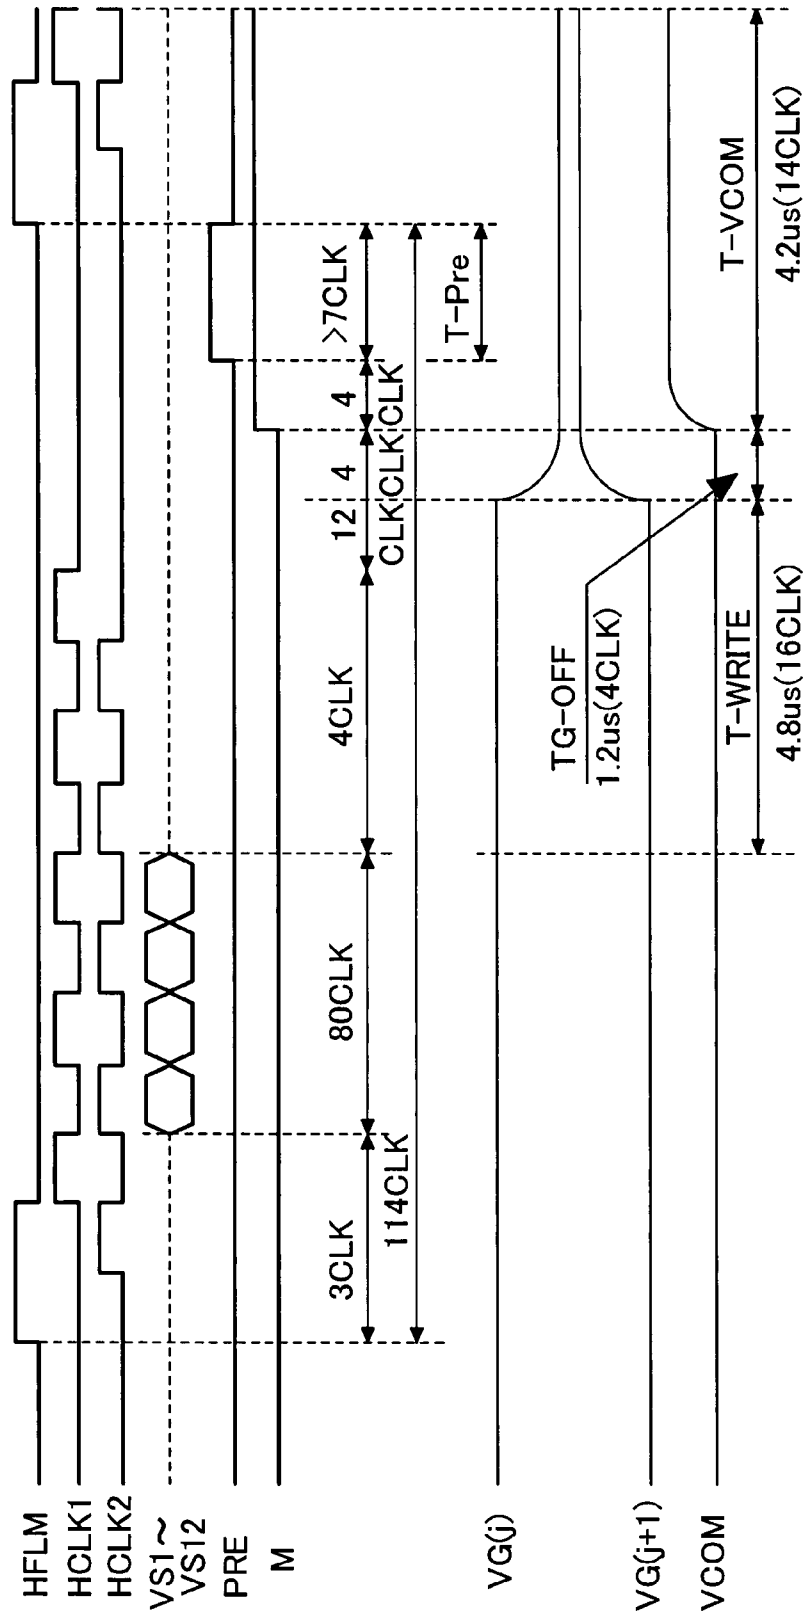 HFLM
HCLK1
HCLK2
VS1～
VS12
PRE
M
VG(j)
VG(j+1)
VCOM
3CLK
80CLK
4CLK
12
CLK
4
CLK
4
CLK
>7CLK
114CLK
T-Pre
TG-OFF
1.2us(4CLK)
T-WRITE
4.8us(16CLK)
T-VCOM
4.2us(14CLK)